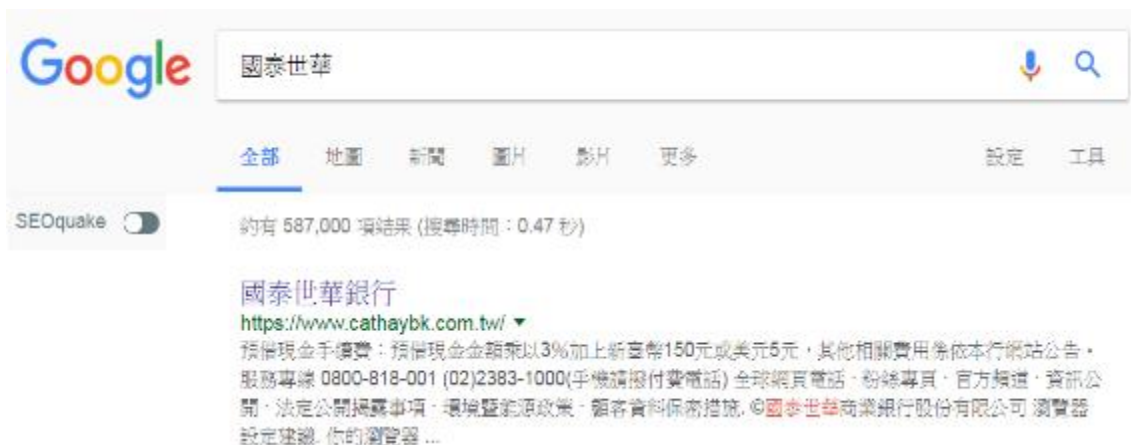 Google 國泰世華
全部 地圖 新聞 圖片 影片 更多 設定 工具
SEOquake
約有 587,000 項結果 (搜尋時間：0.47 秒)
國泰世華銀行
https://www.cathaybk.com.tw/ ▼
預借現金手續費：預借現金金額乘以3%加上新臺幣150元或美元5元，其他相關費用係依本行網站公告。
服務專線 0800-818-001 (02)2383-1000(手機請撥付費電話) 全球網頁電話 · 粉絲專頁 · 官方頻道 · 資訊公
開 · 法定公開揭露事項 · 環境暨能源政策 · 顧客資料保密措施. ©國泰世華商業銀行股份有限公司 瀏覽器
設定建議. 你的瀏覽器 ...